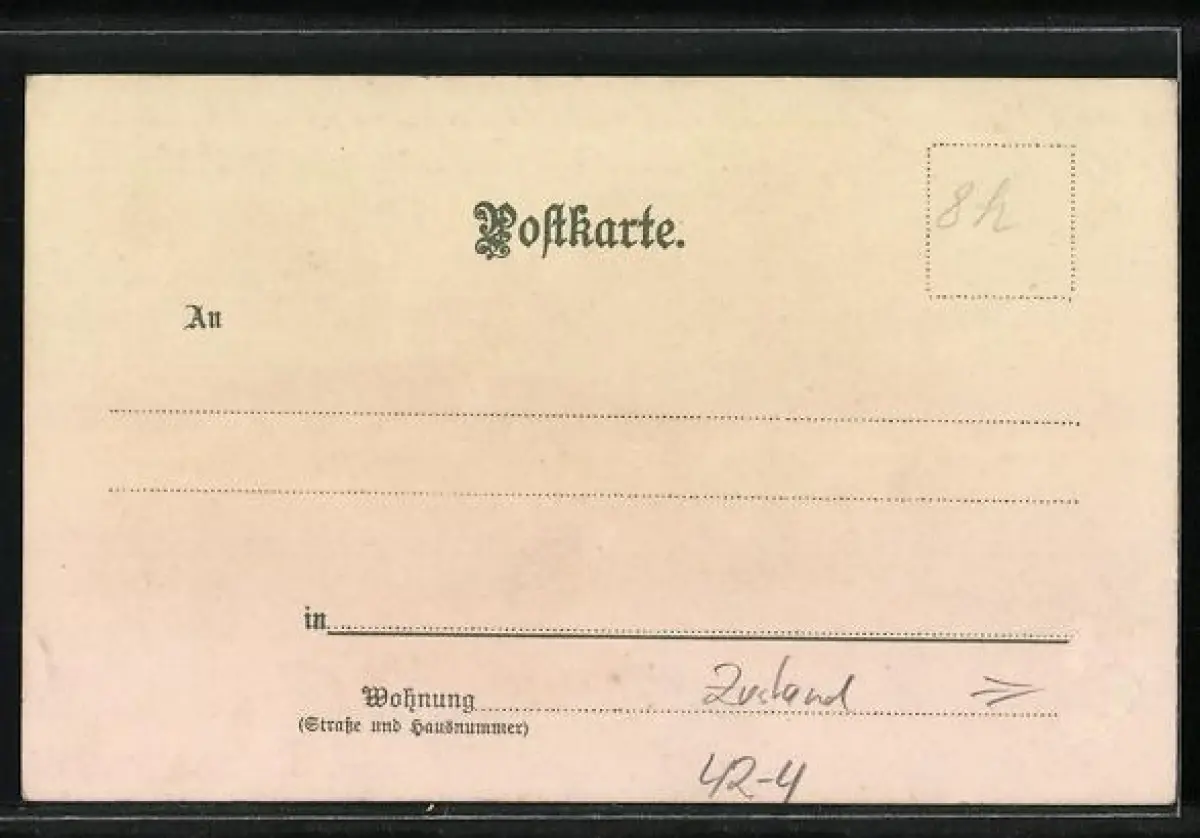 Postkarte.
8h
An
in
Wohnung Zustand
(Straße und Hausnummer)
42-4